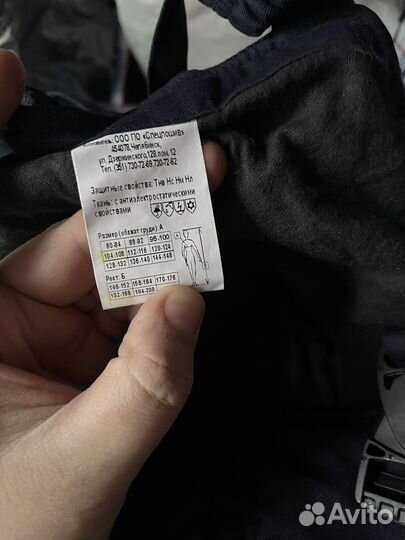 ООО ПО «Спецпошив»
454078, Челябинск,
ул. Дзержинского,128,пом. 12
Тел. (351) 730-72-69,730-72-62
Защитные свойства: Тнв Нс Нм Нл
Ткань: с антиэлектростатическими
свойствами
Размер (обхват груди): А
80-84 88-92 96-100
104-108 112-116 120-124
128-132 136-140 144-148
Рост: Б
146-152 158-164 170-176
194-200
А
Б
Avito